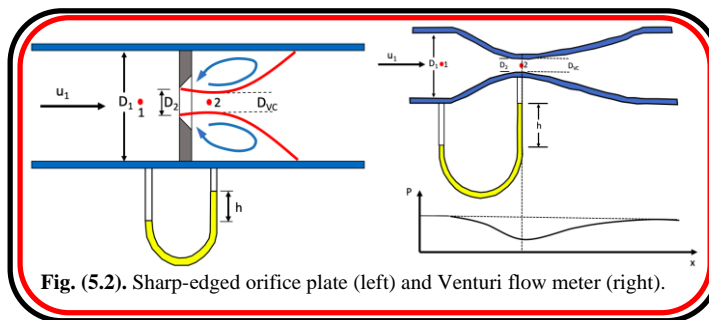 u1
D1
1
D2
2
DVC
h
u1
D1
1
D2
2
DVC
h
P
x
Fig. (5.2). Sharp-edged orifice plate (left) and Venturi flow meter (right).